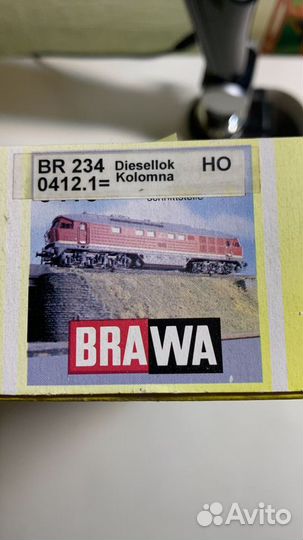 BR 234 Diesellok HO
0412.1= Kolomna
BRAWA
Avito